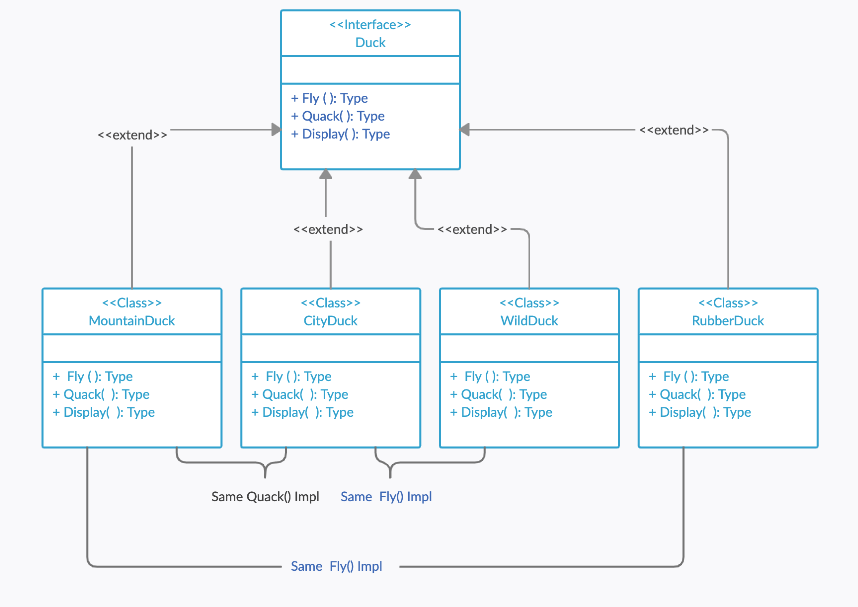 <<Interface>>
Duck
+ Fly ( ): Type
+ Quack( ): Type
+ Display( ): Type
<<extend>>
<<extend>>
<<extend>>
<<extend>>
<<Class>>
MountainDuck
+ Fly ( ): Type
+ Quack( ): Type
+ Display( ): Type
<<Class>>
CityDuck
+ Fly ( ): Type
+ Quack( ): Type
+ Display( ): Type
<<Class>>
WildDuck
+ Fly ( ): Type
+ Quack( ): Type
+ Display( ): Type
<<Class>>
RubberDuck
+ Fly ( ): Type
+ Quack( ): Type
+ Display( ): Type
Same Quack() Impl
Same Fly() Impl
Same Fly() Impl